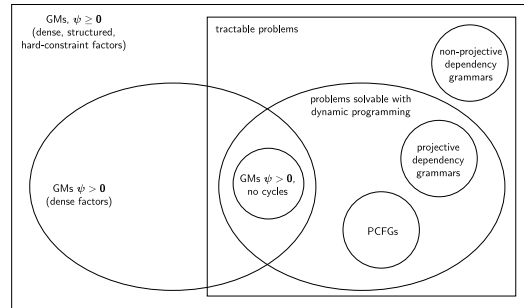 GMs, ψ ≥ 0
(dense, structured,
hard-constraint factors)
tractable problems
non-projective
dependency
grammars
problems solvable with
dynamic programming
projective
dependency
grammars
GMs ψ > 0,
no cycles
GMs ψ > 0
(dense factors)
PCFGs